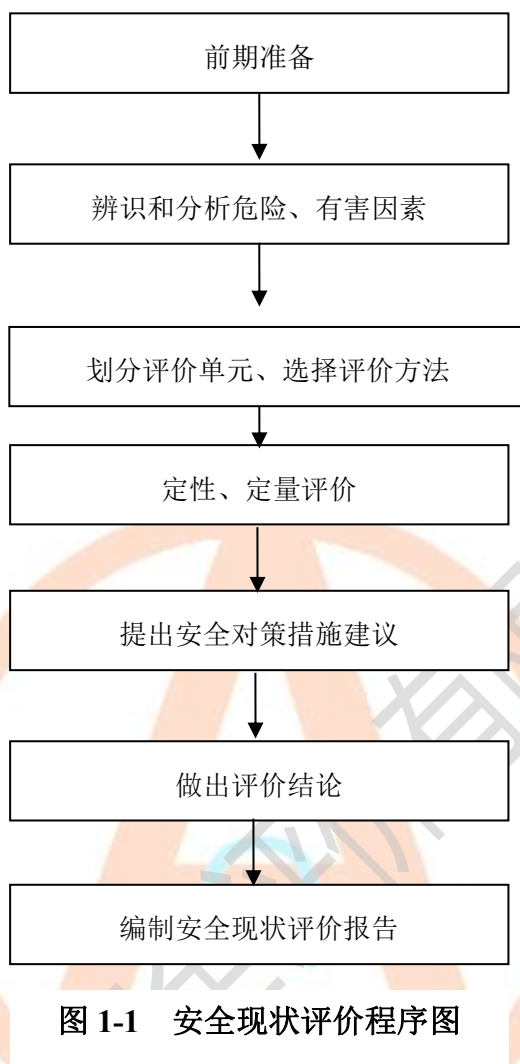 前期准备
辨识和分析危险、有害因素
划分评价单元、选择评价方法
定性、定量评价
提出安全对策措施建议
做出评价结论
编制安全现状评价报告
图 1-1 安全现状评价程序图